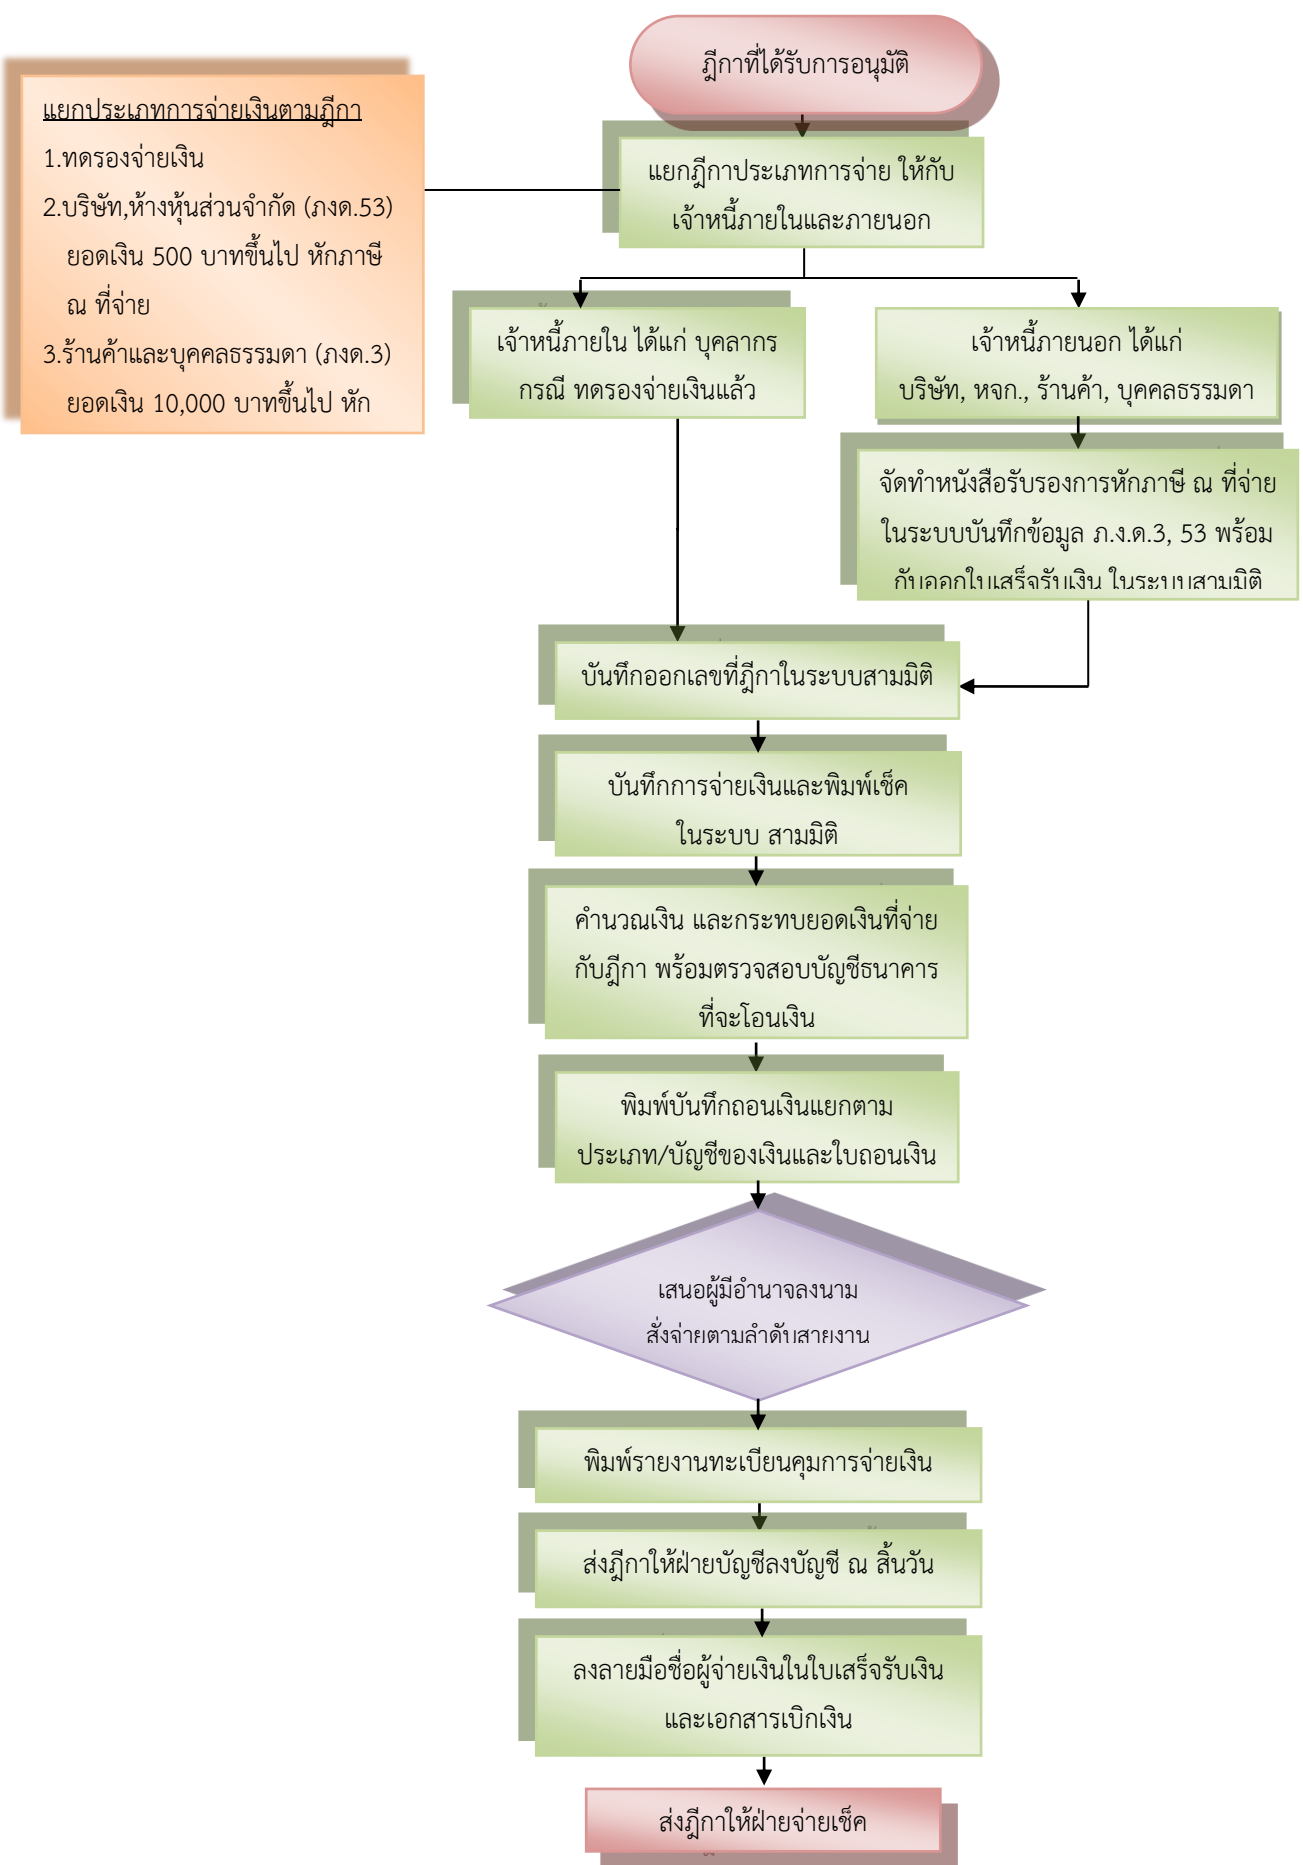 ฎีกาที่ได้รับการอนุมัติ
แยกประเภทการจ่ายเงินตามฎีกา
1.ทดรองจ่ายเงิน
2.บริษัท,ห้างหุ้นส่วนจำกัด (ภงด.53)
ยอดเงิน 500 บาทขึ้นไป หักภาษี
ณ ที่จ่าย
3.ร้านค้าและบุคคลธรรมดา (ภงด.3)
ยอดเงิน 10,000 บาทขึ้นไป หัก
แยกฎีกาประเภทการจ่าย ให้กับ
เจ้าหนี้ภายในและภายนอก
เจ้าหนี้ภายใน ได้แก่ บุคลากร
กรณี ทดรองจ่ายเงินแล้ว
เจ้าหนี้ภายนอก ได้แก่
บริษัท, หจก., ร้านค้า, บุคคลธรรมดา
จัดทำหนังสือรับรองการหักภาษี ณ ที่จ่าย
ในระบบบันทึกข้อมูล ภ.ง.ด.3, 53 พร้อม
กับออกใบเสร็จรับเงิน ในระบบสามมิติ
บันทึกออกเลขที่ฎีกาในระบบสามมิติ
บันทึกการจ่ายเงินและพิมพ์เช็ค
ในระบบ สามมิติ
คำนวณเงิน และกระทบยอดเงินที่จ่าย
กับฎีกา พร้อมตรวจสอบบัญชีธนาคาร
ที่จะโอนเงิน
พิมพ์บันทึกถอนเงินแยกตาม
ประเภท/บัญชีของเงินและใบถอนเงิน
เสนอผู้มีอำนาจลงนาม
สั่งจ่ายตามลำดับสายงาน
พิมพ์รายงานทะเบียนคุมการจ่ายเงิน
ส่งฎีกาให้ฝ่ายบัญชีลงบัญชี ณ สิ้นวัน
ลงลายมือชื่อผู้จ่ายเงินในใบเสร็จรับเงิน
และเอกสารเบิกเงิน
ส่งฎีกาให้ฝ่ายจ่ายเช็ค